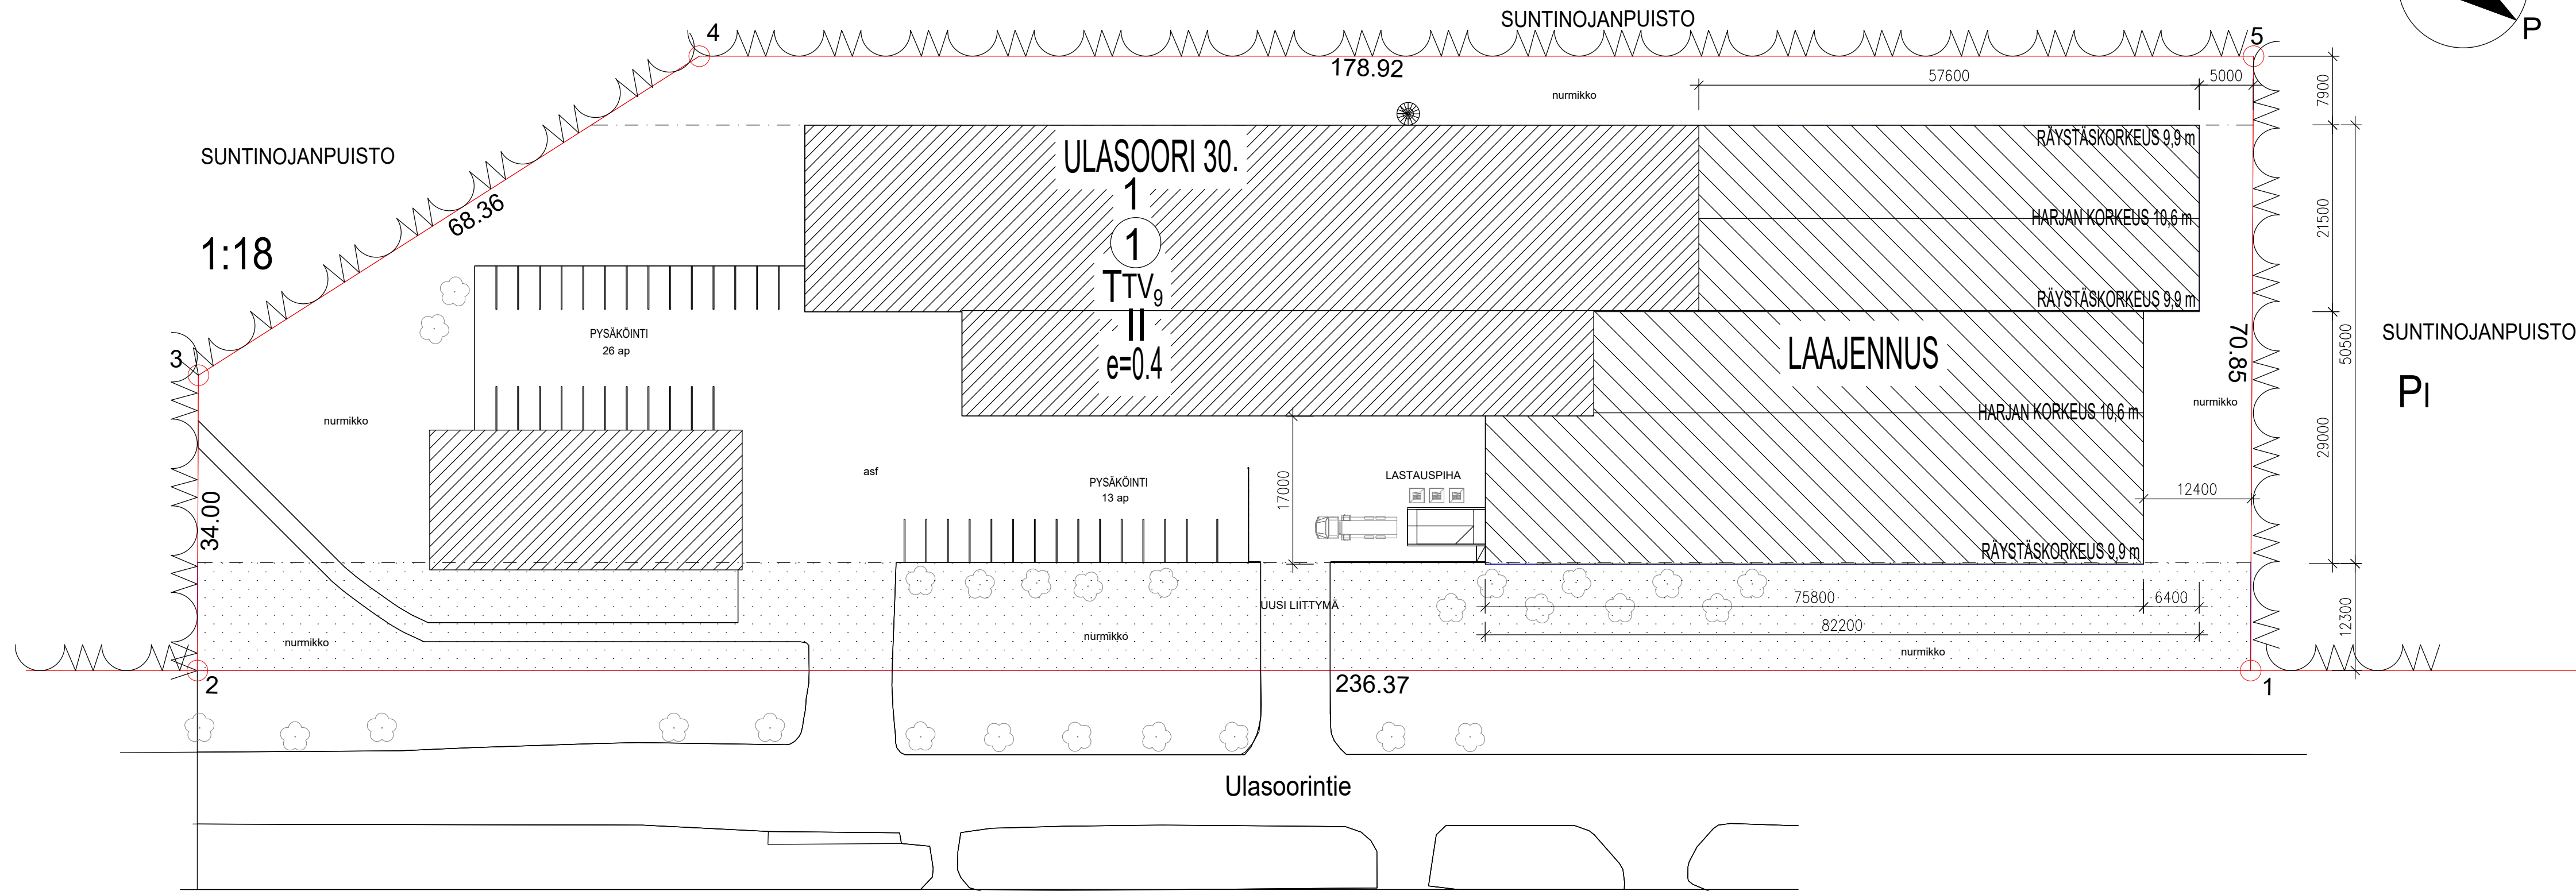 SUNTINOJANPUISTO
P
4
5
178.92
57600
5000
7900
nurmikko
SUNTINOJANPUISTO
68.36
1:18
ULASOORI 30.
1
1
TTV9
II
e=0.4
RÄYSTÄSKORKEUS 9,9 m
HARJAN KORKEUS 10,6 m
RÄYSTÄSKORKEUS 9,9 m
21500
50500
SUNTINOJANPUISTO
PI
3
PYSÄKÖINTI
26 ap
LAAJENNUS
70.85
nurmikko
nurmikko
HARJAN KORKEUS 10,6 m
29000
34.00
asf
PYSÄKÖINTI
13 ap
17000
LASTAUSPIHA
12400
RÄYSTÄSKORKEUS 9,9 m
UUSI LIITTYMÄ
75800
6400
12300
82200
nurmikko
nurmikko
nurmikko
2
236.37
1
Ulasoorintie